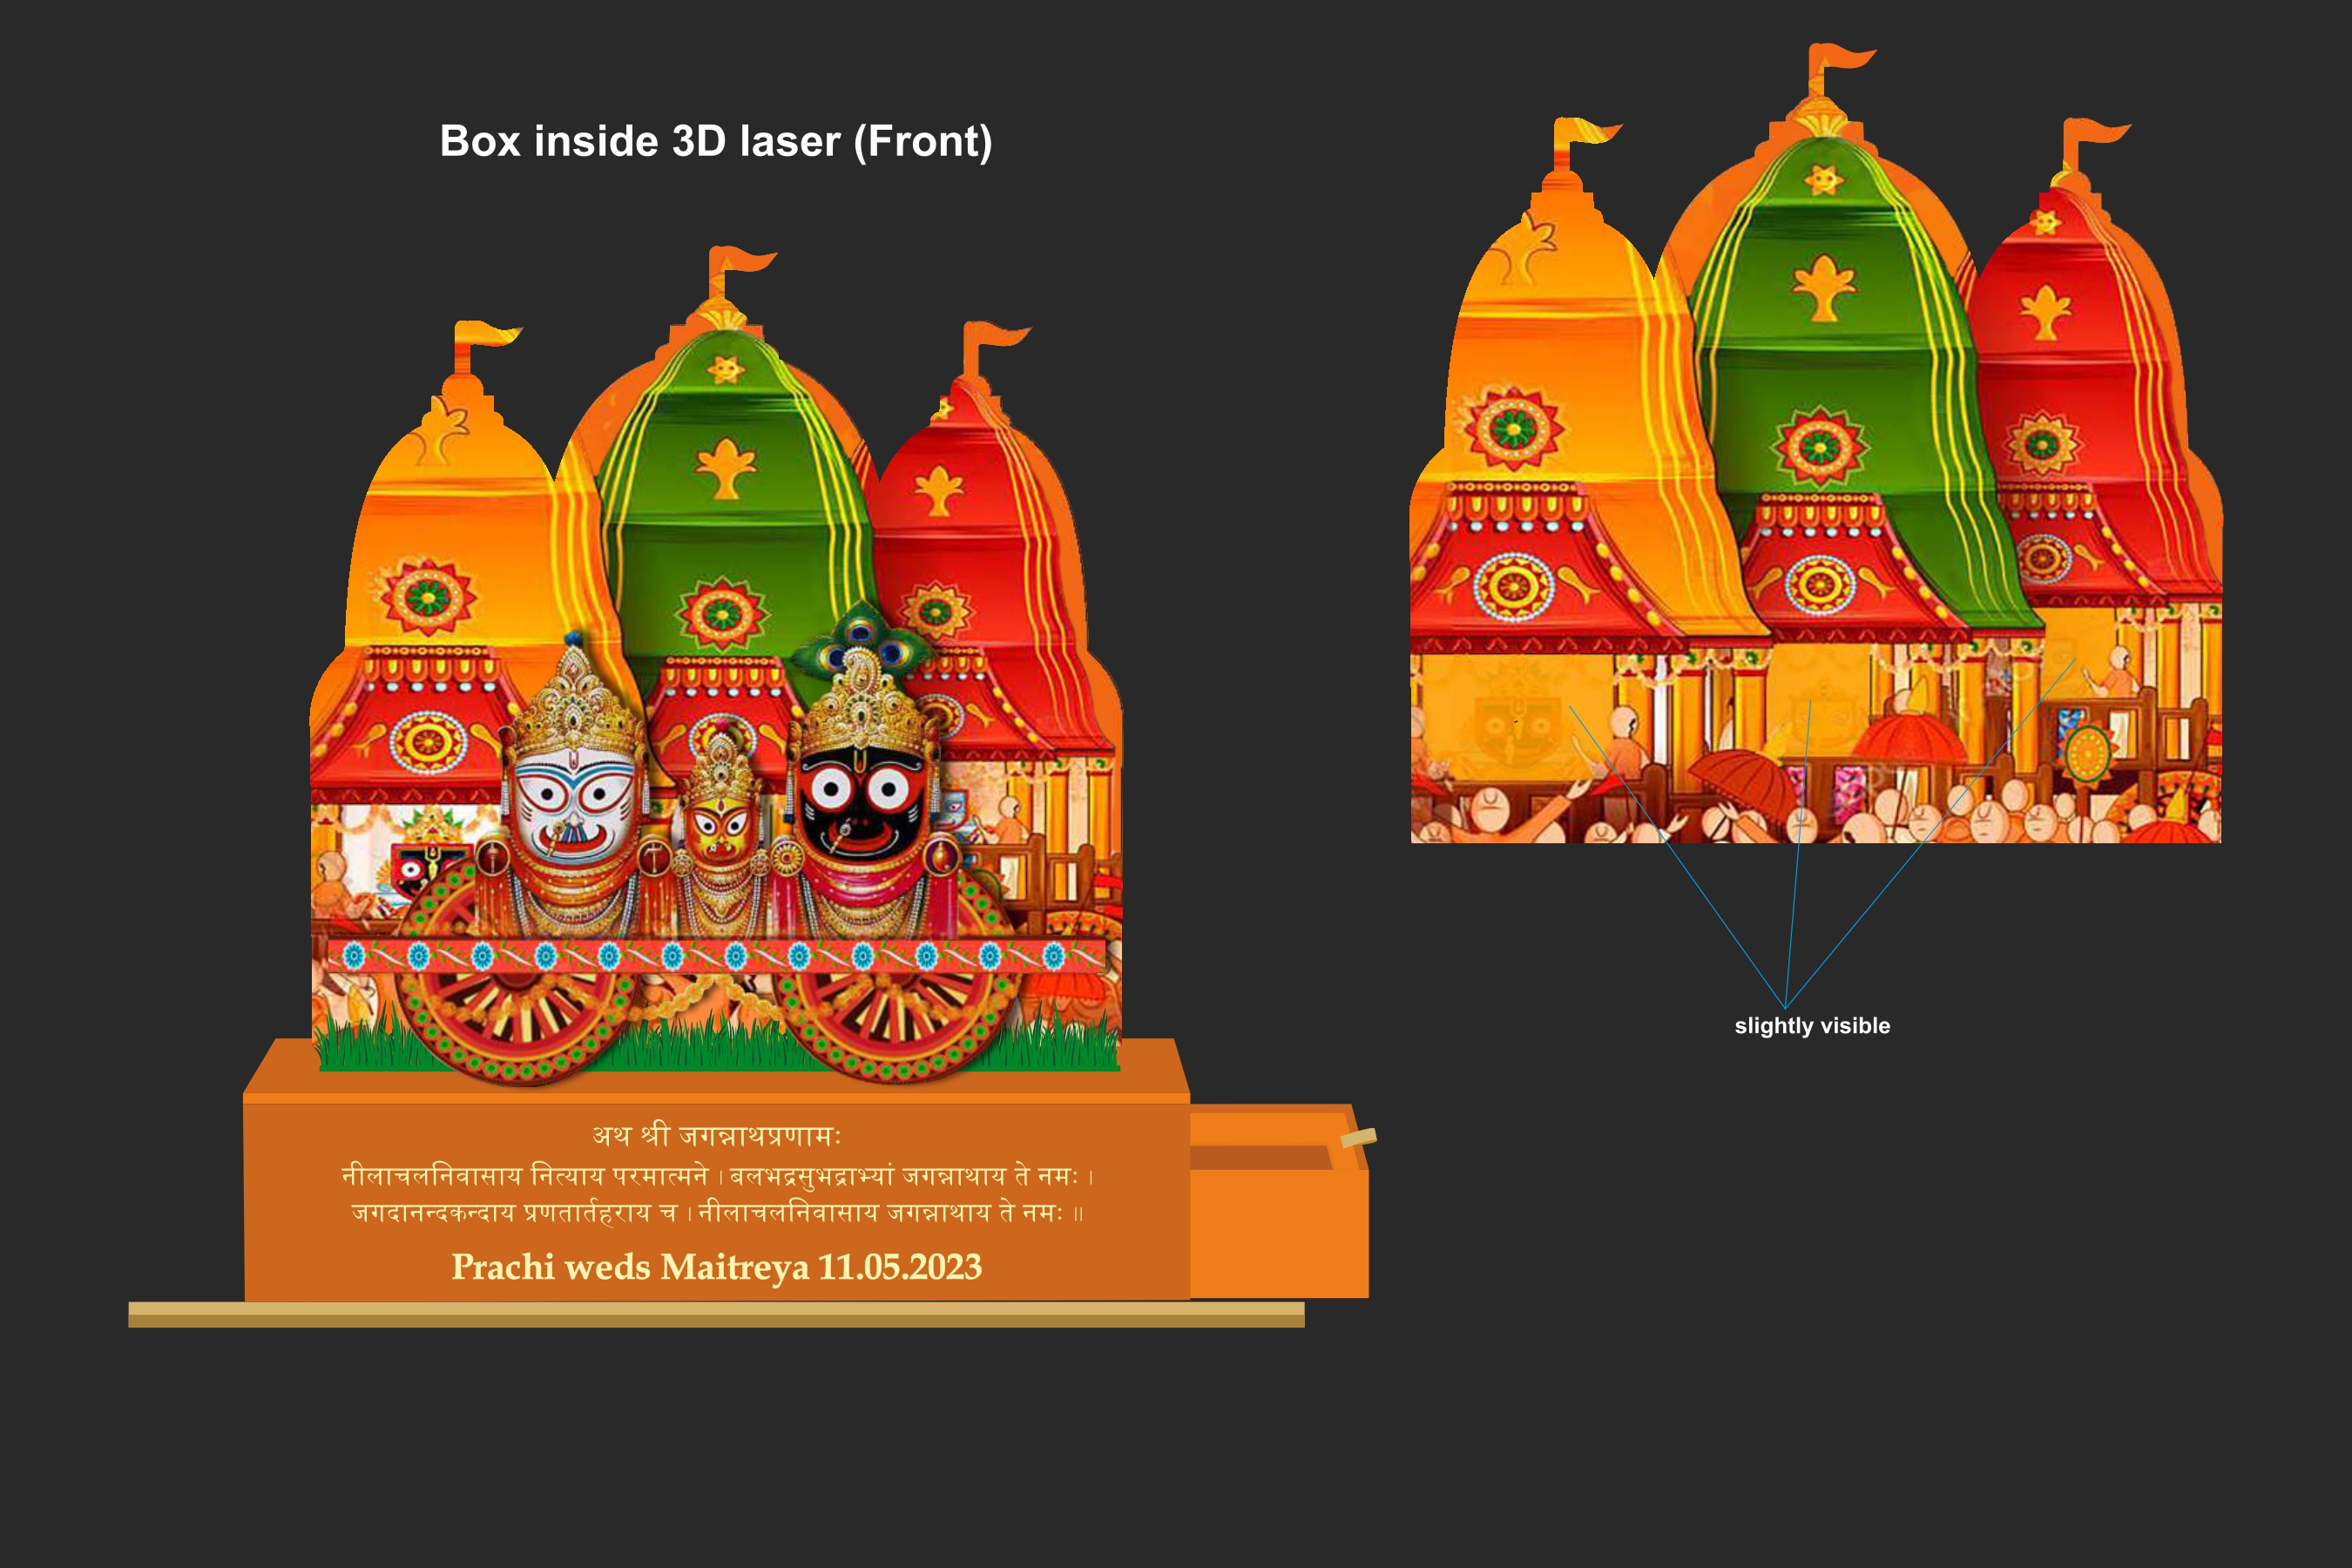 Box inside 3D laser (Front)
अथ श्री जगन्नाथप्रणामः
नीलाचलनिवासाय नित्याय परमात्मने । बलभद्रसुभद्राभ्यां जगन्नाथाय ते नमः ।
जगदानन्दकन्दाय प्रणतार्तहराय च । नीलाचलनिवासाय जगन्नाथाय ते नमः ॥
Prachi weds Maitreya 11.05.2023
slightly visible